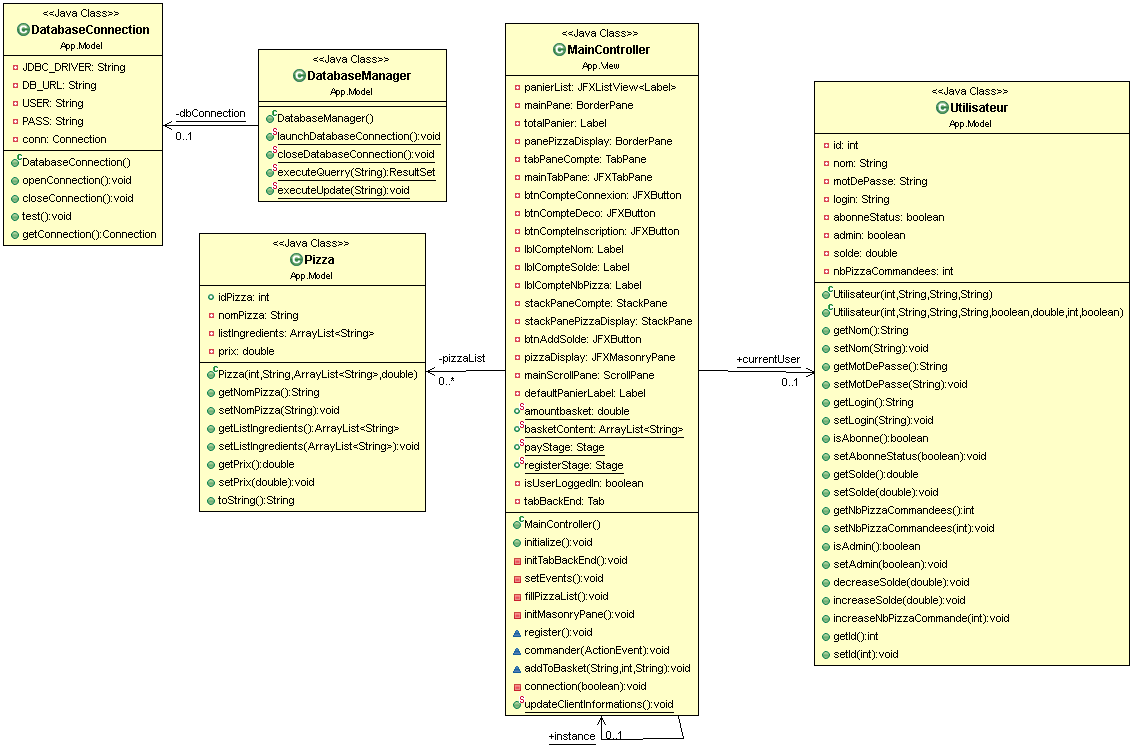 <<Java Class>>
DatabaseConnection
App.Model
JDBC_DRIVER: String
DB_URL: String
USER: String
PASS: String
conn: Connection
DatabaseConnection()
openConnection():void
closeConnection():void
test():void
getConnection():Connection
-dbConnection
0..1
<<Java Class>>
DatabaseManager
App.Model
DatabaseManager()
launchDatabaseConnection():void
closeDatabaseConnection():void
executeQuerry(String):ResultSet
executeUpdate(String):void
<<Java Class>>
Pizza
App.Model
idPizza: int
nomPizza: String
listIngredients: ArrayList<String>
prix: double
Pizza(int,String,ArrayList<String>,double)
getNomPizza():String
setNomPizza(String):void
getListIngredients():ArrayList<String>
setListIngredients(ArrayList<String>):void
getPrix():double
setPrix(double):void
toString():String
-pizzaList
0..*
<<Java Class>>
MainController
App.View
panierList: JFXListView<Label>
mainPane: BorderPane
totalPanier: Label
panePizzaDisplay: BorderPane
tabPaneCompte: TabPane
mainTabPane: JFXTabPane
btnCompteConnexion: JFXButton
btnCompteDeco: JFXButton
btnCompteInscription: JFXButton
lblCompteNom: Label
lblCompteSolde: Label
lblCompteNbPizza: Label
stackPaneCompte: StackPane
stackPanePizzaDisplay: StackPane
btnAddSolde: JFXButton
pizzaDisplay: JFXMasonryPane
mainScrollPane: ScrollPane
defaultPanierLabel: Label
amountbasket: double
basketContent: ArrayList<String>
payStage: Stage
registerStage: Stage
isUserLoggedIn: boolean
tabBackEnd: Tab
MainController()
initialize():void
initTabBackEnd():void
setEvents():void
fillPizzaList():void
initMasonryPane():void
register():void
commander(ActionEvent):void
addToBasket(String,int,String):void
connection(boolean):void
updateClientInformations():void
+instance
0..1
+currentUser
0..1
<<Java Class>>
Utilisateur
App.Model
id: int
nom: String
motDePasse: String
login: String
abonneStatus: boolean
admin: boolean
solde: double
nbPizzaCommandees: int
Utilisateur(int,String,String,String)
Utilisateur(int,String,String,String,boolean,double,int,boolean)
getNom():String
setNom(String):void
getMotDePasse():String
setMotDePasse(String):void
getLogin():String
setLogin(String):void
isAbonne():boolean
setAbonneStatus(boolean):void
getSolde():double
setSolde(double):void
getNbPizzaCommandees():int
setNbPizzaCommandees(int):void
isAdmin():boolean
setAdmin(boolean):void
decreaseSolde(double):void
increaseSolde(double):void
increaseNbPizzaCommande(int):void
getId():int
setId(int):void